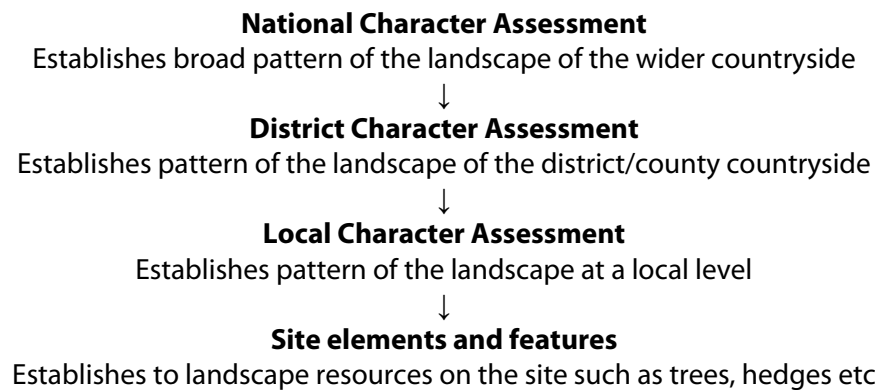 National Character Assessment
Establishes broad pattern of the landscape of the wider countryside
↓
District Character Assessment
Establishes pattern of the landscape of the district/county countryside
↓
Local Character Assessment
Establishes pattern of the landscape at a local level
↓
Site elements and features
Establishes to landscape resources on the site such as trees, hedges etc